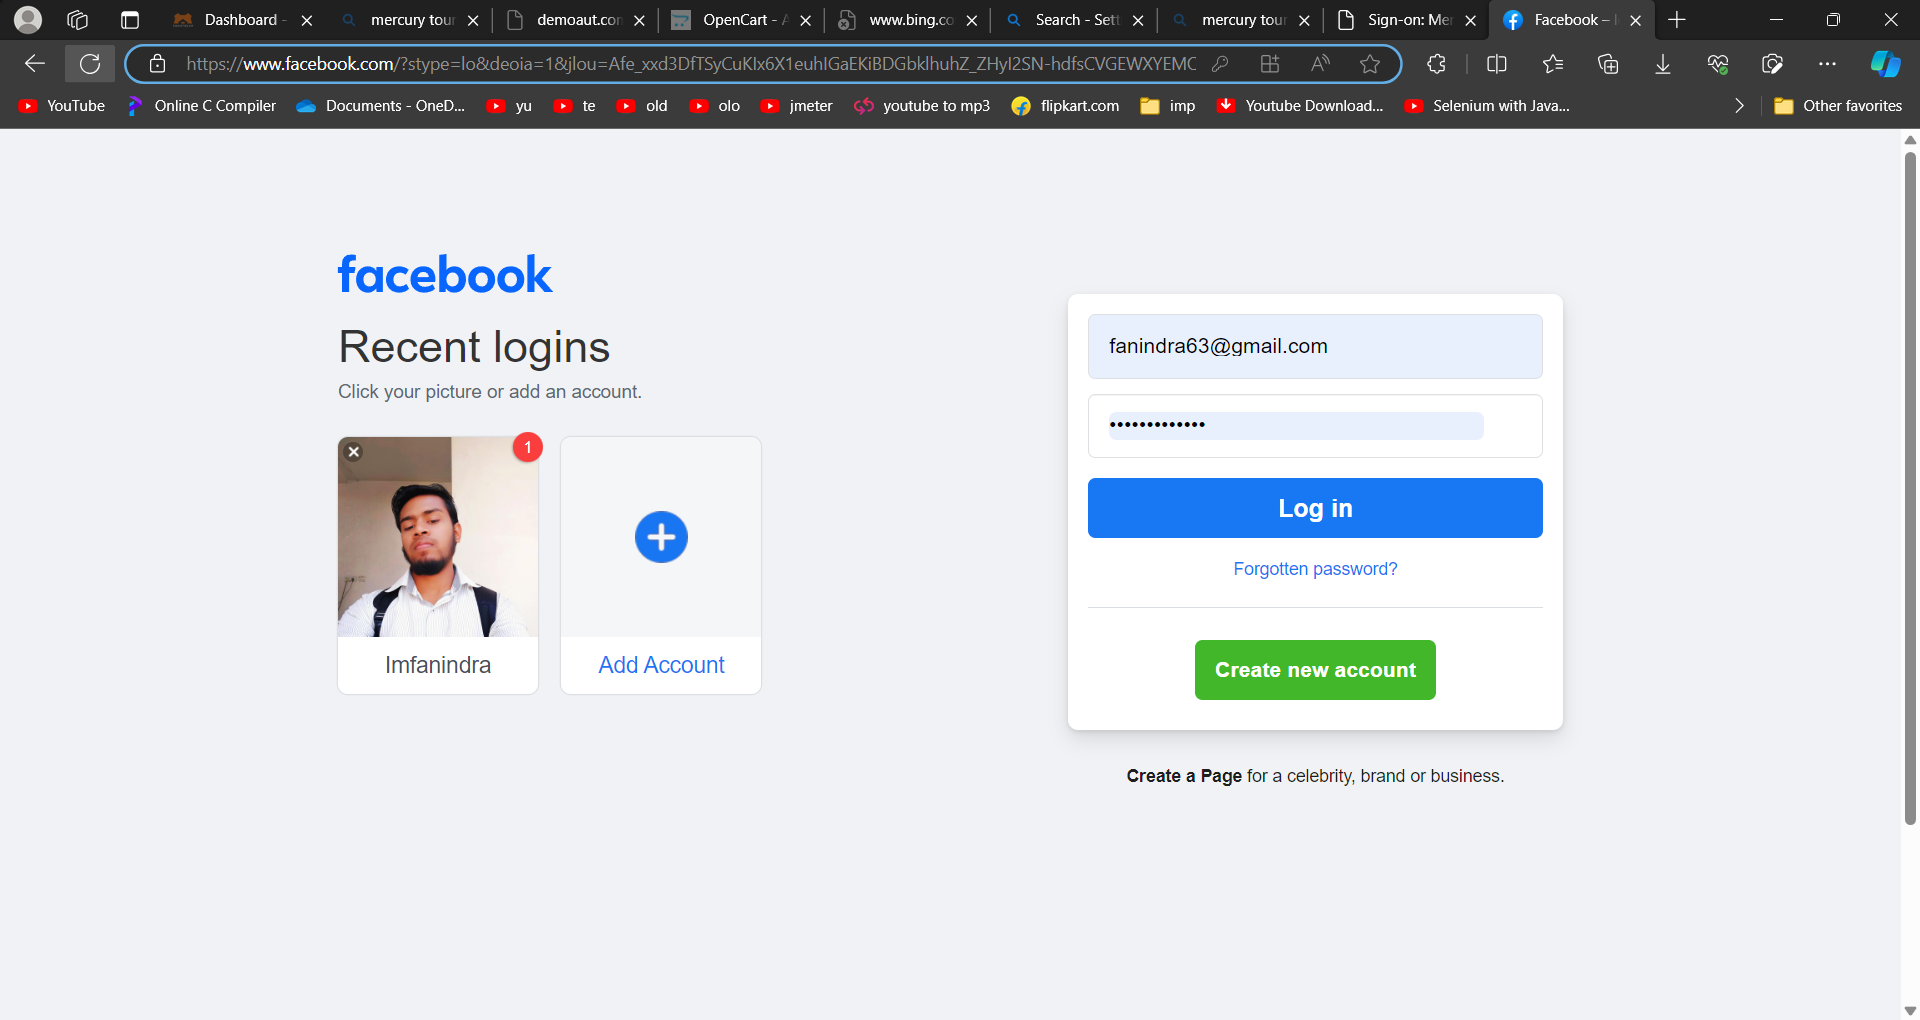 Dashboard -
mercury tour
demoaut.com
OpenCart - A
www.bing.co
Search - Sett
mercury tour
Sign-on: Mer
Facebook – l
https://www.facebook.com/?stype=lo&deoia=1&jlou=Afe_xxd3DfTSyCuKlx6X1euhIGaEKiBDGbklhuhZ_ZHyI2SN-hdfsCVGEWXYEMC
YouTube
Online C Compiler
Documents - OneD...
yu
te
old
olo
jmeter
youtube to mp3
flipkart.com
imp
Youtube Download...
Selenium with Java...
Other favorites
facebook
Recent logins
Click your picture or add an account.
1
Imfanindra
Add Account
fanindra63@gmail.com
•••••••••••••
Log in
Forgotten password?
Create new account
Create a Page for a celebrity, brand or business.